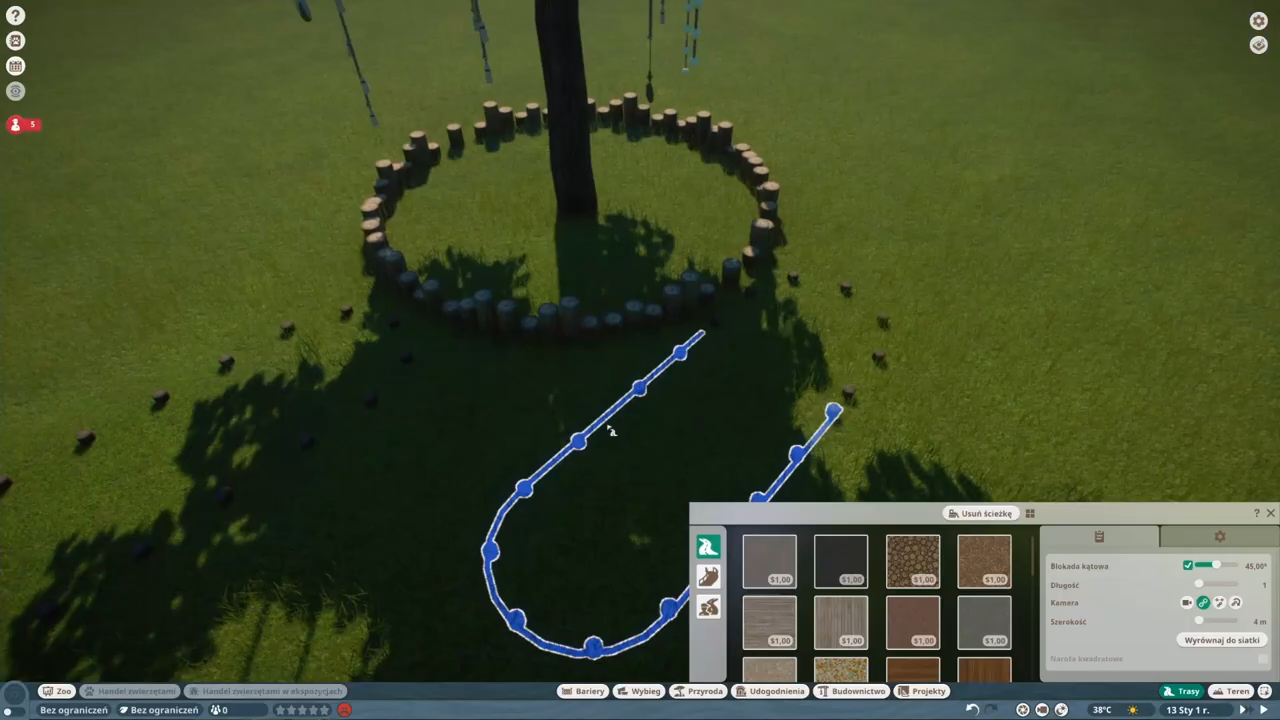 ?
5
Usuń ścieżkę
?
$1,00 $1,00 $1,00 $1,00
$1,00 $1,00 $1,00 $1,00
Blokada kątowa 45,00°
Długość 1
Kamera
Szerokość 4 m
Wyrównaj do siatki
Naroża kwadratowe
Zoo Handel zwierzętami Handel zwierzętami w ekspozycjach Bariery Wybieg Przyroda Udogodnienia Budownictwo Projekty Trasy Teren
Bez ograniczeń Bez ograniczeń 0 38°C 13 Sty 1 r.